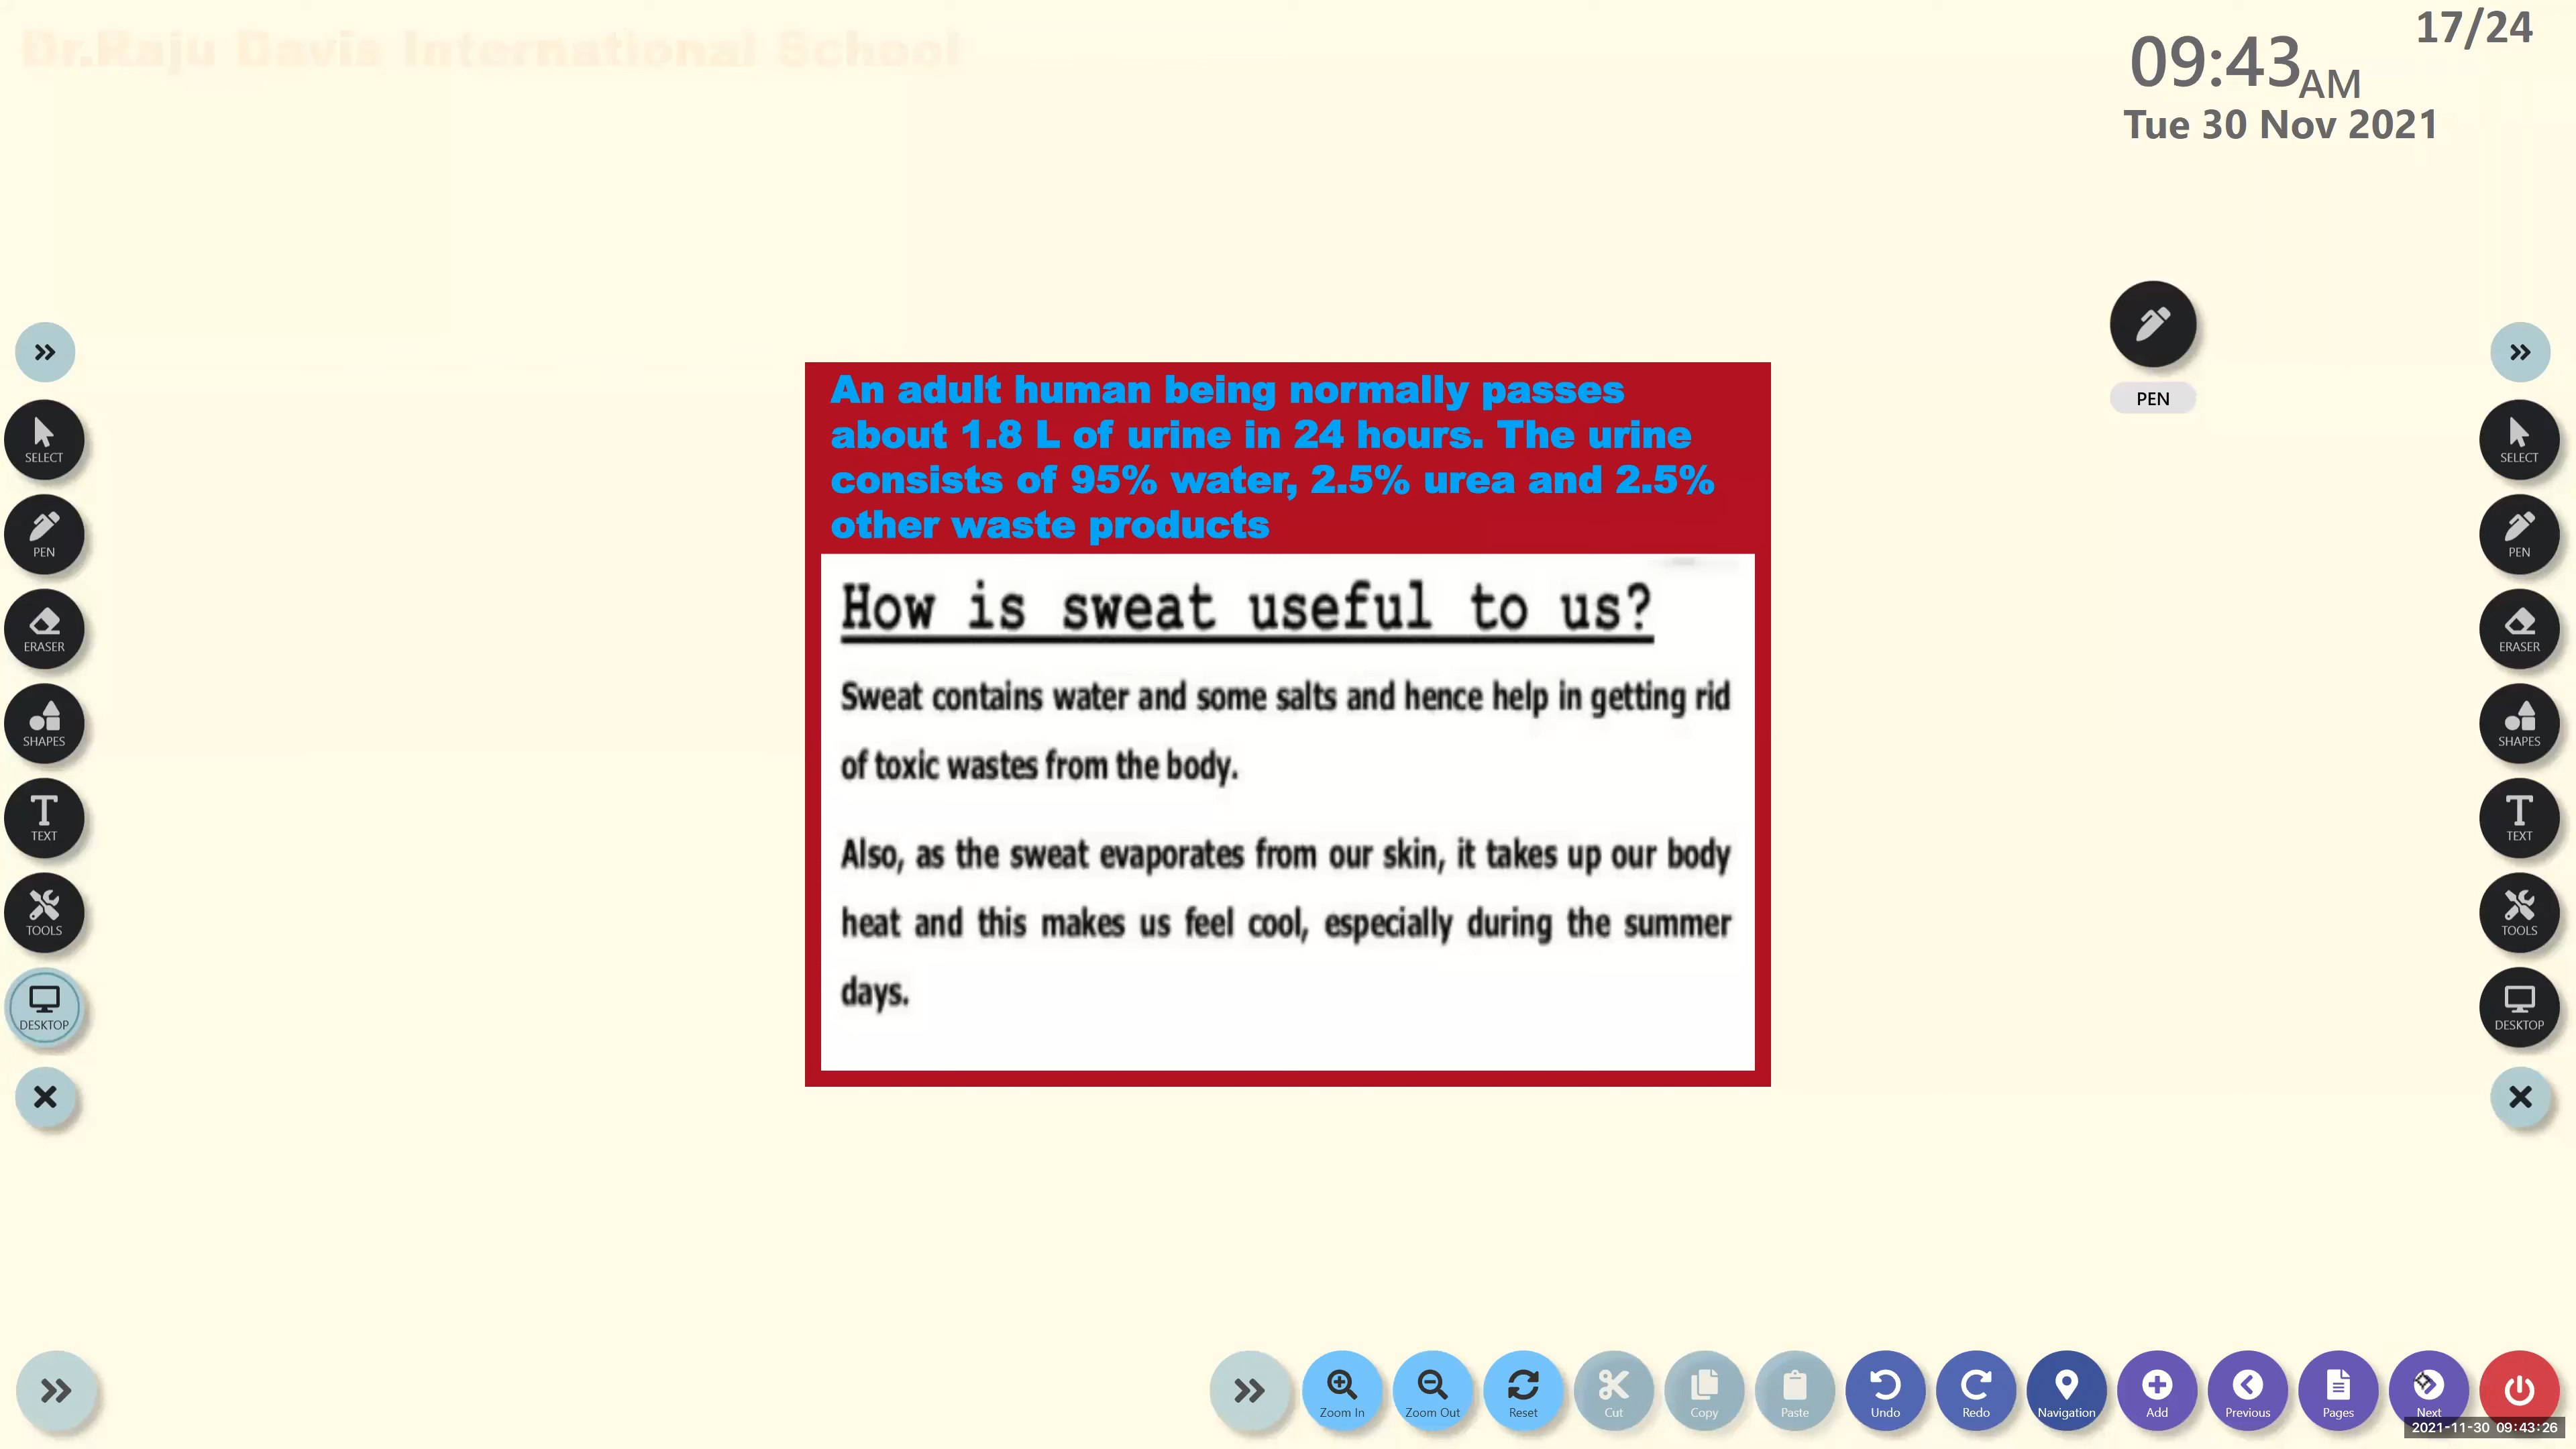 Dr.Raju Davis International School
17/24
09:43AM
Tue 30 Nov 2021
PEN
An adult human being normally passes
about 1.8 L of urine in 24 hours. The urine
consists of 95% water, 2.5% urea and 2.5%
other waste products
How is sweat useful to us?
Sweat contains water and some salts and hence help in getting rid
of toxic wastes from the body.
Also, as the sweat evaporates from our skin, it takes up our body
heat and this makes us feel cool, especially during the summer
days.
SELECT
PEN
ERASER
SHAPES
TEXT
TOOLS
DESKTOP
SELECT
PEN
ERASER
SHAPES
TEXT
TOOLS
DESKTOP
Zoom In
Zoom Out
Reset
Cut
Copy
Paste
Undo
Redo
Navigation
Add
Previous
Pages
Next
2021-11-30 09:43:26